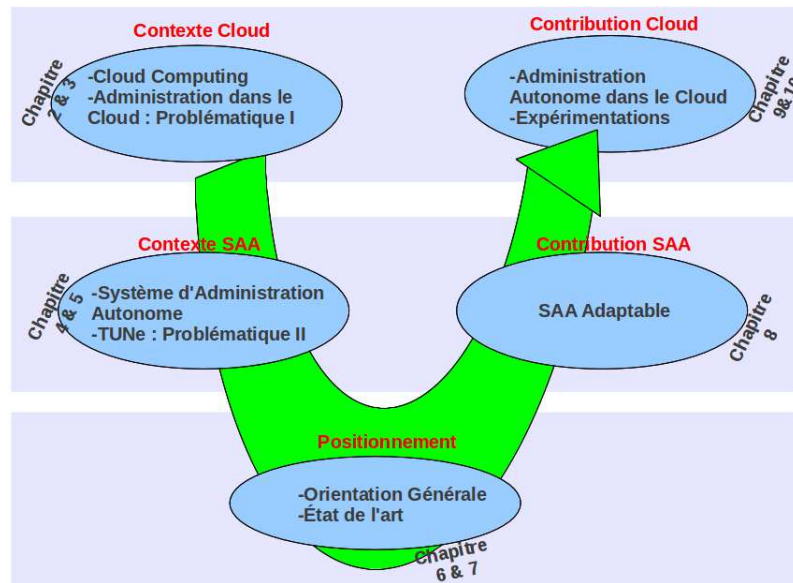 Contexte Cloud
-Cloud Computing
-Administration dans le
Cloud : Problématique I
Chapitre
2 & 3
Contribution Cloud
-Administration
Autonome dans le Cloud
-Expérimentations
Chapitre
9&10
Contexte SAA
-Système d'Administration
Autonome
-TUNe : Problématique II
Chapitre
4 & 5
Contribution SAA
SAA Adaptable
Chapitre
8
Positionnement
-Orientation Générale
-État de l'art
Chapitre
6 & 7